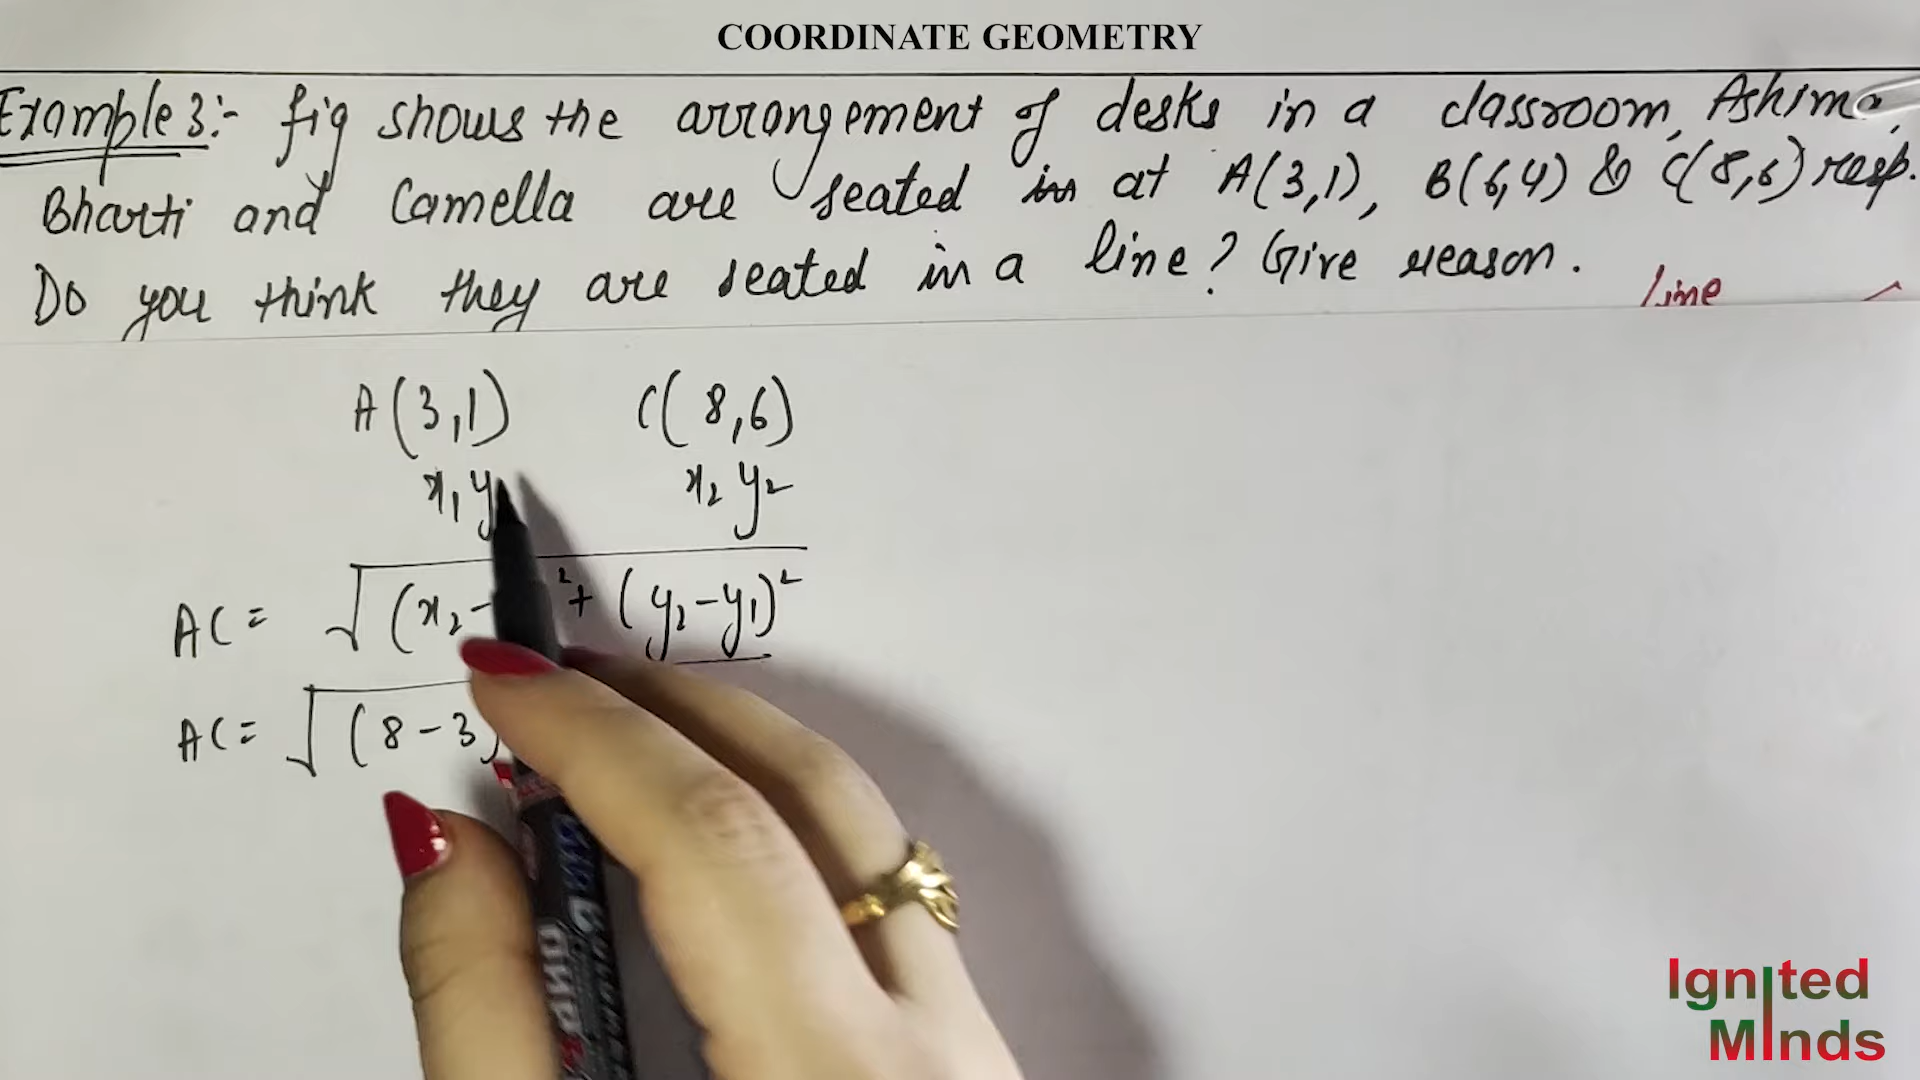 COORDINATE GEOMETRY
Example 3:- fig shows the arrangement of desks in a classroom, Ashima,
Bharti and Camella are seated in at A(3,1), B(6,4) & C(8,6) resp.
Do you think they are seated in a line? Give reason.
line
A(3,1) C(8,6)
x₁ y x₂ y₂
AC = √(x₂- ² + (y₂-y₁)²
AC = √(8-3)
Ignited
Minds